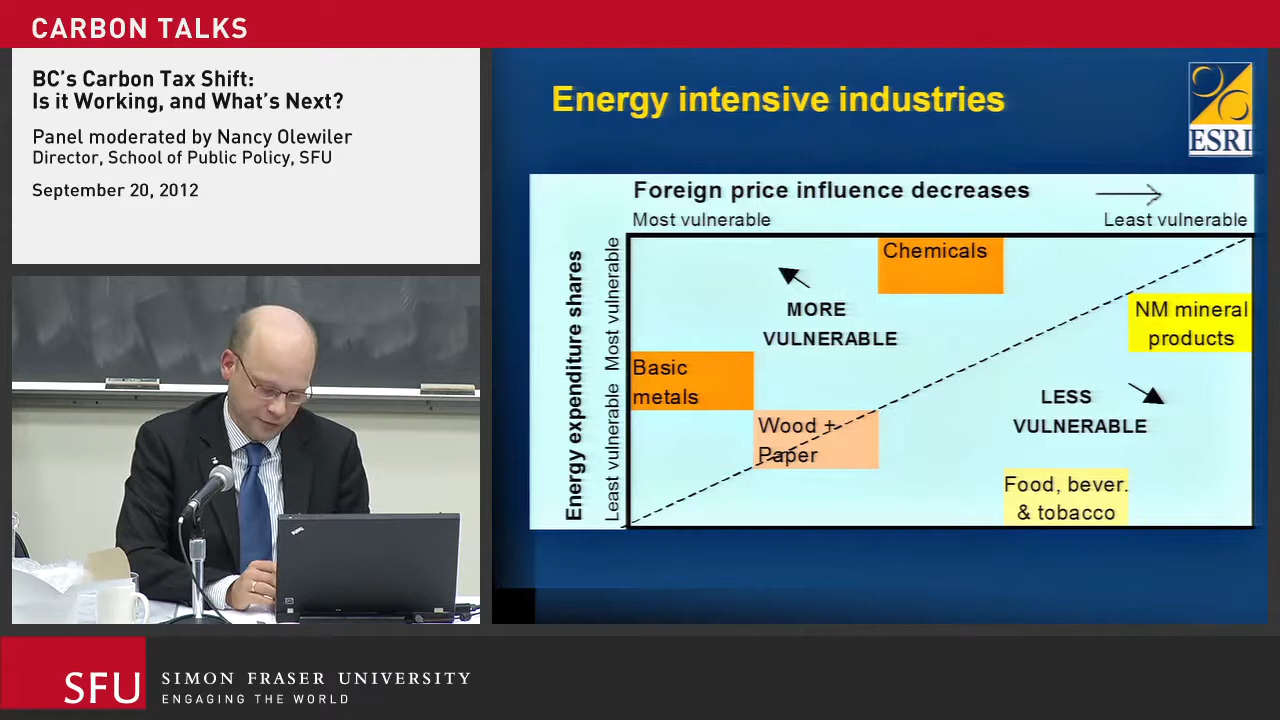 CARBON TALKS
BC's Carbon Tax Shift:
Is it Working, and What's Next?
Panel moderated by Nancy Olewiler
Director, School of Public Policy, SFU
September 20, 2012
Energy intensive industries
ESRI
Foreign price influence decreases
Most vulnerable
Least vulnerable
Energy expenditure shares
Least vulnerable
Most vulnerable
Chemicals
MORE
VULNERABLE
NM mineral
products
Basic
metals
LESS
VULNERABLE
Wood +
Paper
Food, bever.
& tobacco
SFU
SIMON FRASER UNIVERSITY
ENGAGING THE WORLD